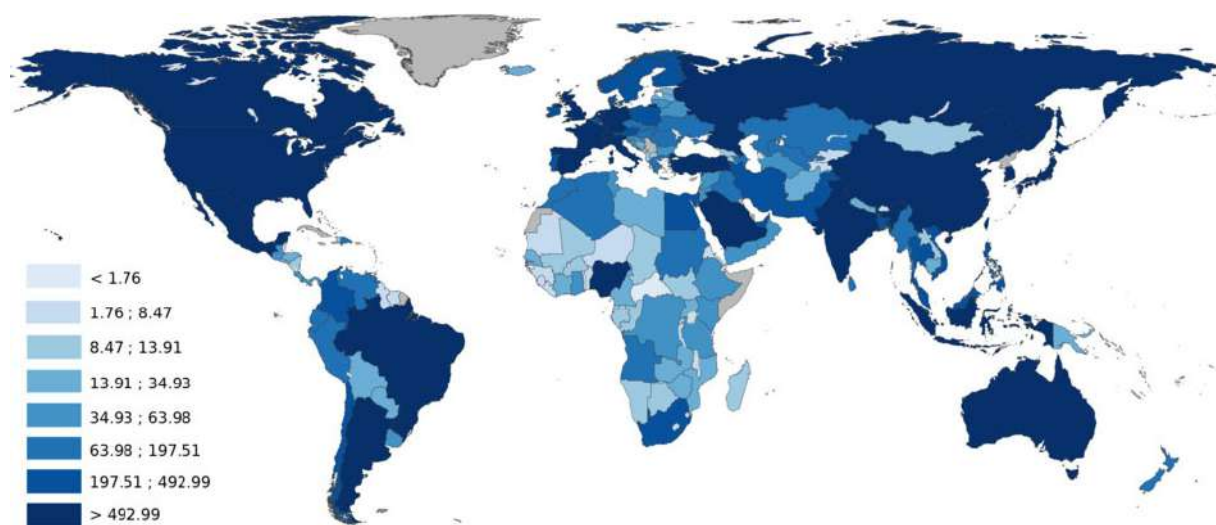 < 1.76
1.76 ; 8.47
8.47 ; 13.91
13.91 ; 34.93
34.93 ; 63.98
63.98 ; 197.51
197.51 ; 492.99
> 492.99